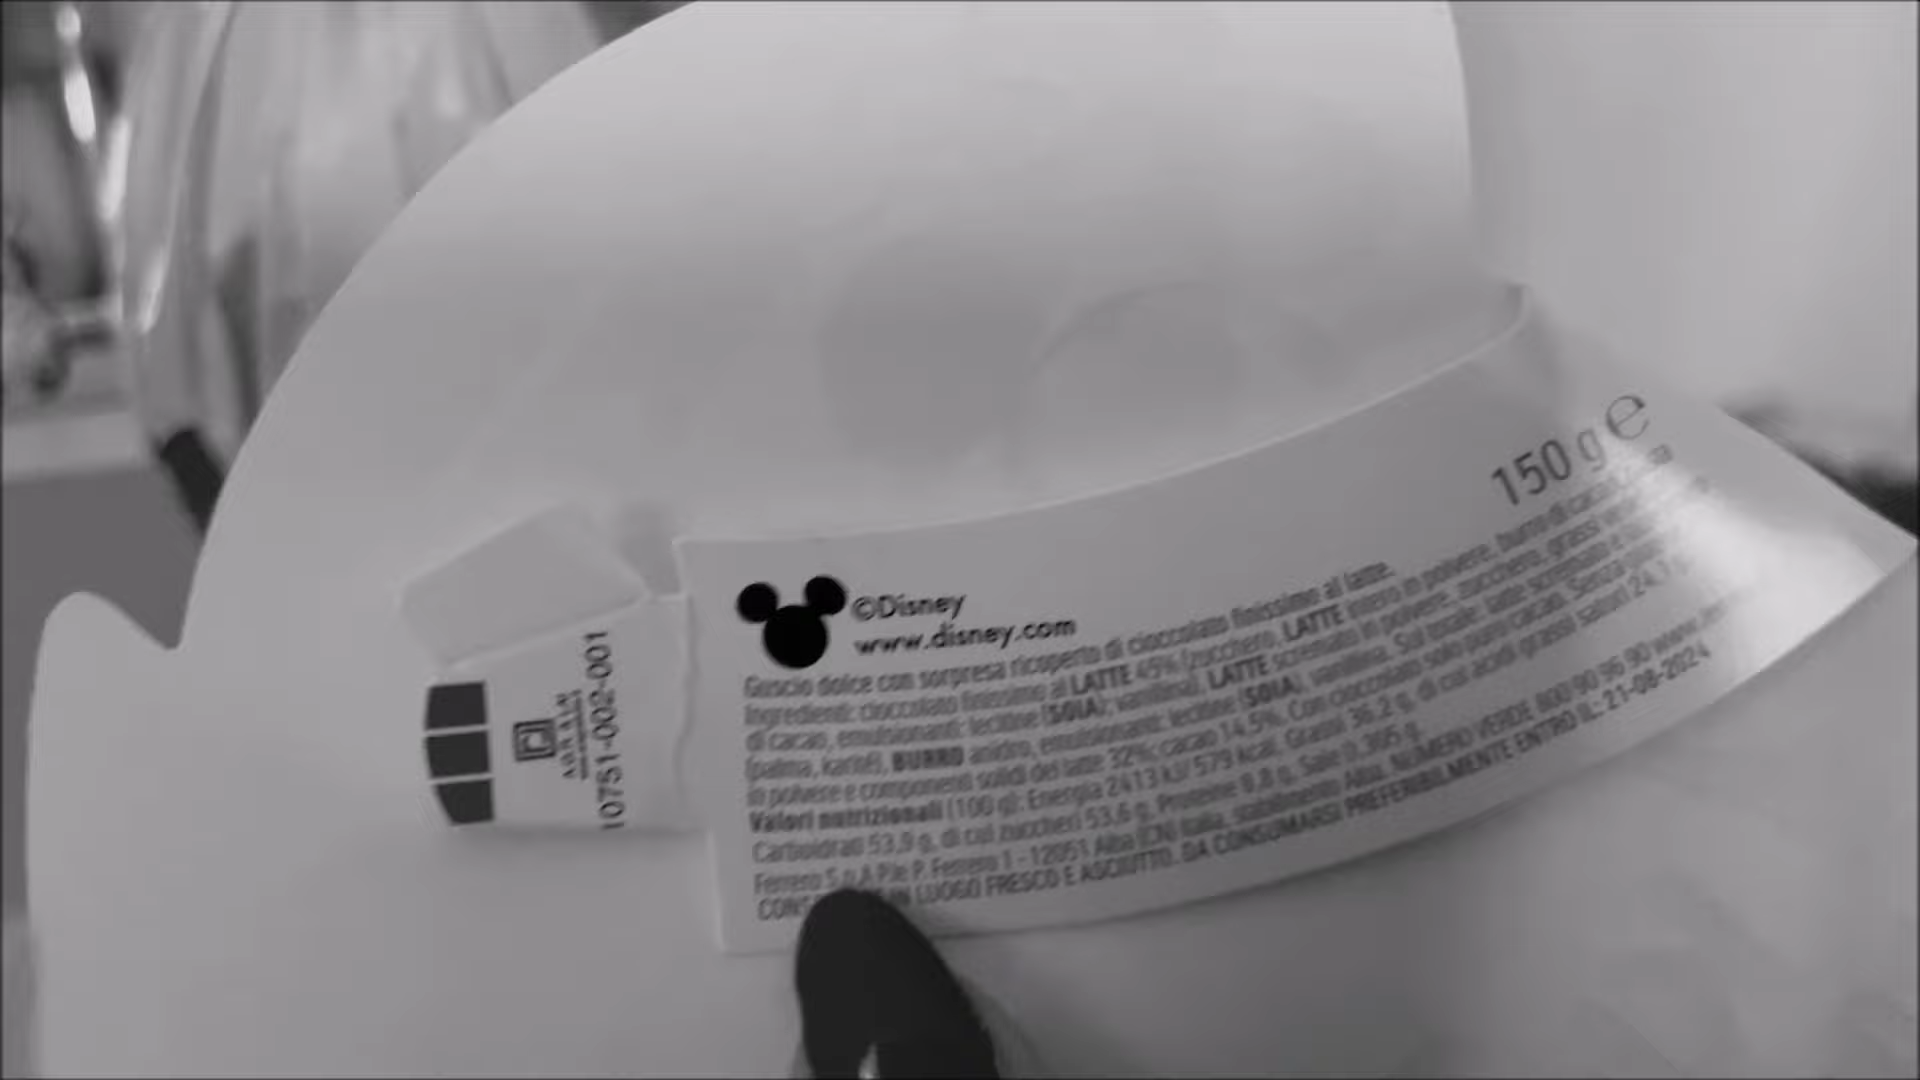 150 g ℮
©Disney
www.disney.com
Guscio dolce con sorpresa ricoperto di cioccolato finissimo al latte.
Ingredienti: cioccolato finissimo al LATTE 45% (zucchero, LATTE intero in polvere, burro di cacao
di cacao, emulsionanti: lecitine (SOIA), vanillina), LATTE scremato in polvere, zucchero, grassi
(palma, karité), BURRO anidro, emulsionanti: lecitine (SOIA), vanillina. Sul totale: latte scremato
in polvere e componenti solidi del latte 32%; cacao 14,5%. Con cioccolato solo puro cacao. Senza
Valori nutrizionali (100 g): Energia 2413 kJ/ 579 kcal, Grassi 36,2 g, di cui acidi grassi saturi 24,1
Carboidrati 53,9 g, di cui zuccheri 53,6 g, Proteine 8,8 g, Sale 0,305 g.
Ferrero S.p.A P.le P. Ferrero 1 - 12051 Alba (CN) Italia, stabilimento Alba. NUMERO VERDE 800 90 96 90
IN LUOGO FRESCO E ASCIUTTO. DA CONSUMARSI PREFERIBILMENTE ENTRO IL: 21-08-2024
10751-002-001